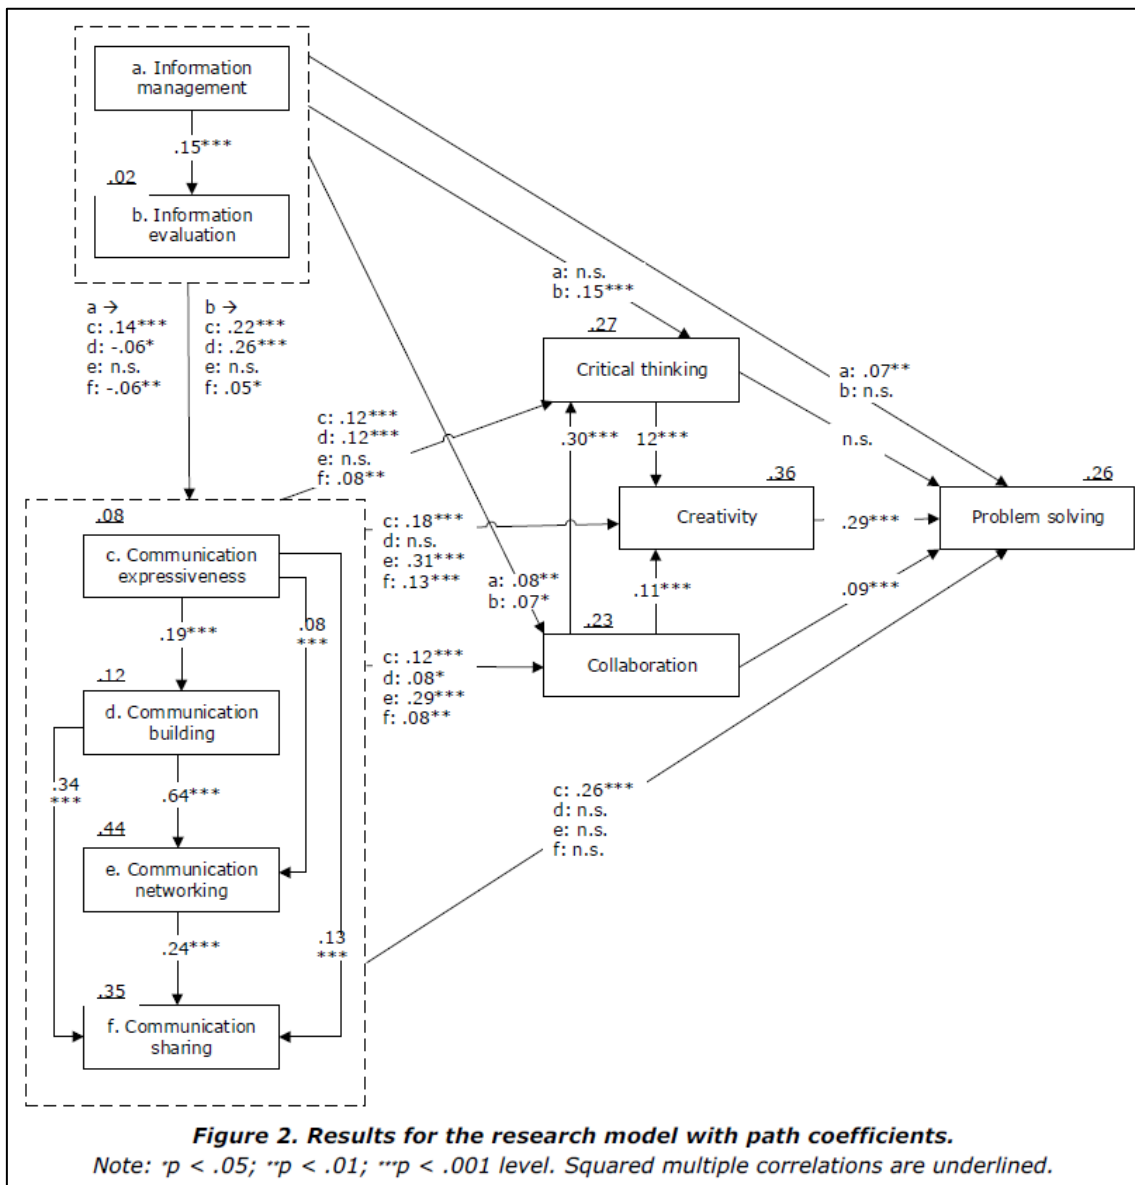 a. Information
management
.15***
.02
b. Information
evaluation
a →
c: .14***
d: -.06*
e: n.s.
f: -.06**
b →
c: .22***
d: .26***
e: n.s.
f: .05*
a: n.s.
b: .15***
.27
Critical thinking
a: .07**
b: n.s.
c: .12***
d: .12***
e: n.s.
f: .08**
.30***
12***
n.s.
.36
Creativity
.26
Problem solving
.29***
c: .18***
d: n.s.
e: .31***
f: .13***
a: .08**
b: .07*
.11***
.09***
.23
Collaboration
c: .12***
d: .08*
e: .29***
f: .08**
.08
c. Communication
expressiveness
.19***
.08
***
.12
d. Communication
building
.34
***
.64***
.44
e. Communication
networking
.24***
.13
***
.35
f. Communication
sharing
c: .26***
d: n.s.
e: n.s.
f: n.s.
Figure 2. Results for the research model with path coefficients.
Note: *p < .05; **p < .01; ***p < .001 level. Squared multiple correlations are underlined.